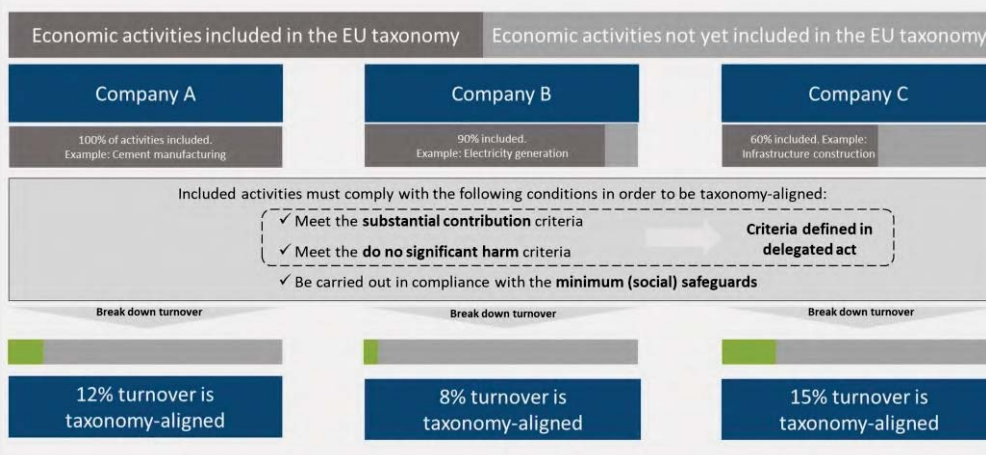 Economic activities included in the EU taxonomy
Economic activities not yet included in the EU taxonomy
Company A
Company B
Company C
100% of activities included.
Example: Cement manufacturing
90% included.
Example: Electricity generation
60% included. Example:
Infrastructure construction
Included activities must comply with the following conditions in order to be taxonomy-aligned:
✓ Meet the substantial contribution criteria
✓ Meet the do no significant harm criteria
Criteria defined in
delegated act
✓ Be carried out in compliance with the minimum (social) safeguards
Break down turnover
Break down turnover
Break down turnover
12% turnover is
taxonomy-aligned
8% turnover is
taxonomy-aligned
15% turnover is
taxonomy-aligned